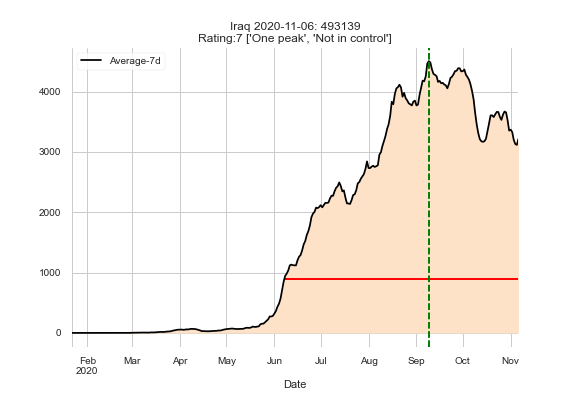 Iraq 2020-11-06: 493139
Rating:7 ['One peak', 'Not in control']
Average-7d
4000
3000
2000
1000
0
Feb Mar Apr May Jun Jul Aug Sep Oct Nov
2020
Date